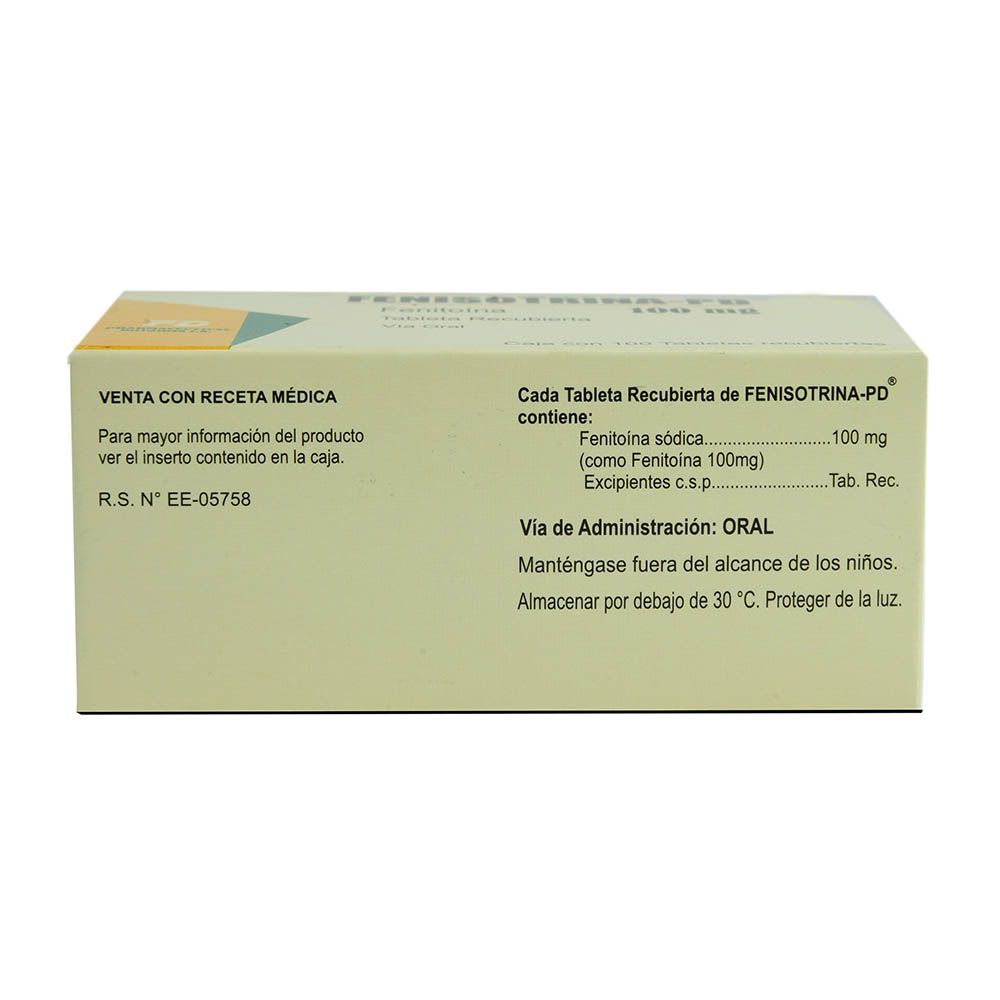 FENISOTRINA-PD
Fenitoína 100 mg
Tableta Recubierta
Vía Oral
Caja con 100 Tabletas recubiertas
VENTA CON RECETA MÉDICA
Para mayor información del producto
ver el inserto contenido en la caja.
R.S. N° EE-05758
Cada Tableta Recubierta de FENISOTRINA-PD®
contiene:
Fenitoína sódica...........................100 mg
(como Fenitoína 100mg)
Excipientes c.s.p.........................Tab. Rec.
Vía de Administración: ORAL
Manténgase fuera del alcance de los niños.
Almacenar por debajo de 30 °C. Proteger de la luz.